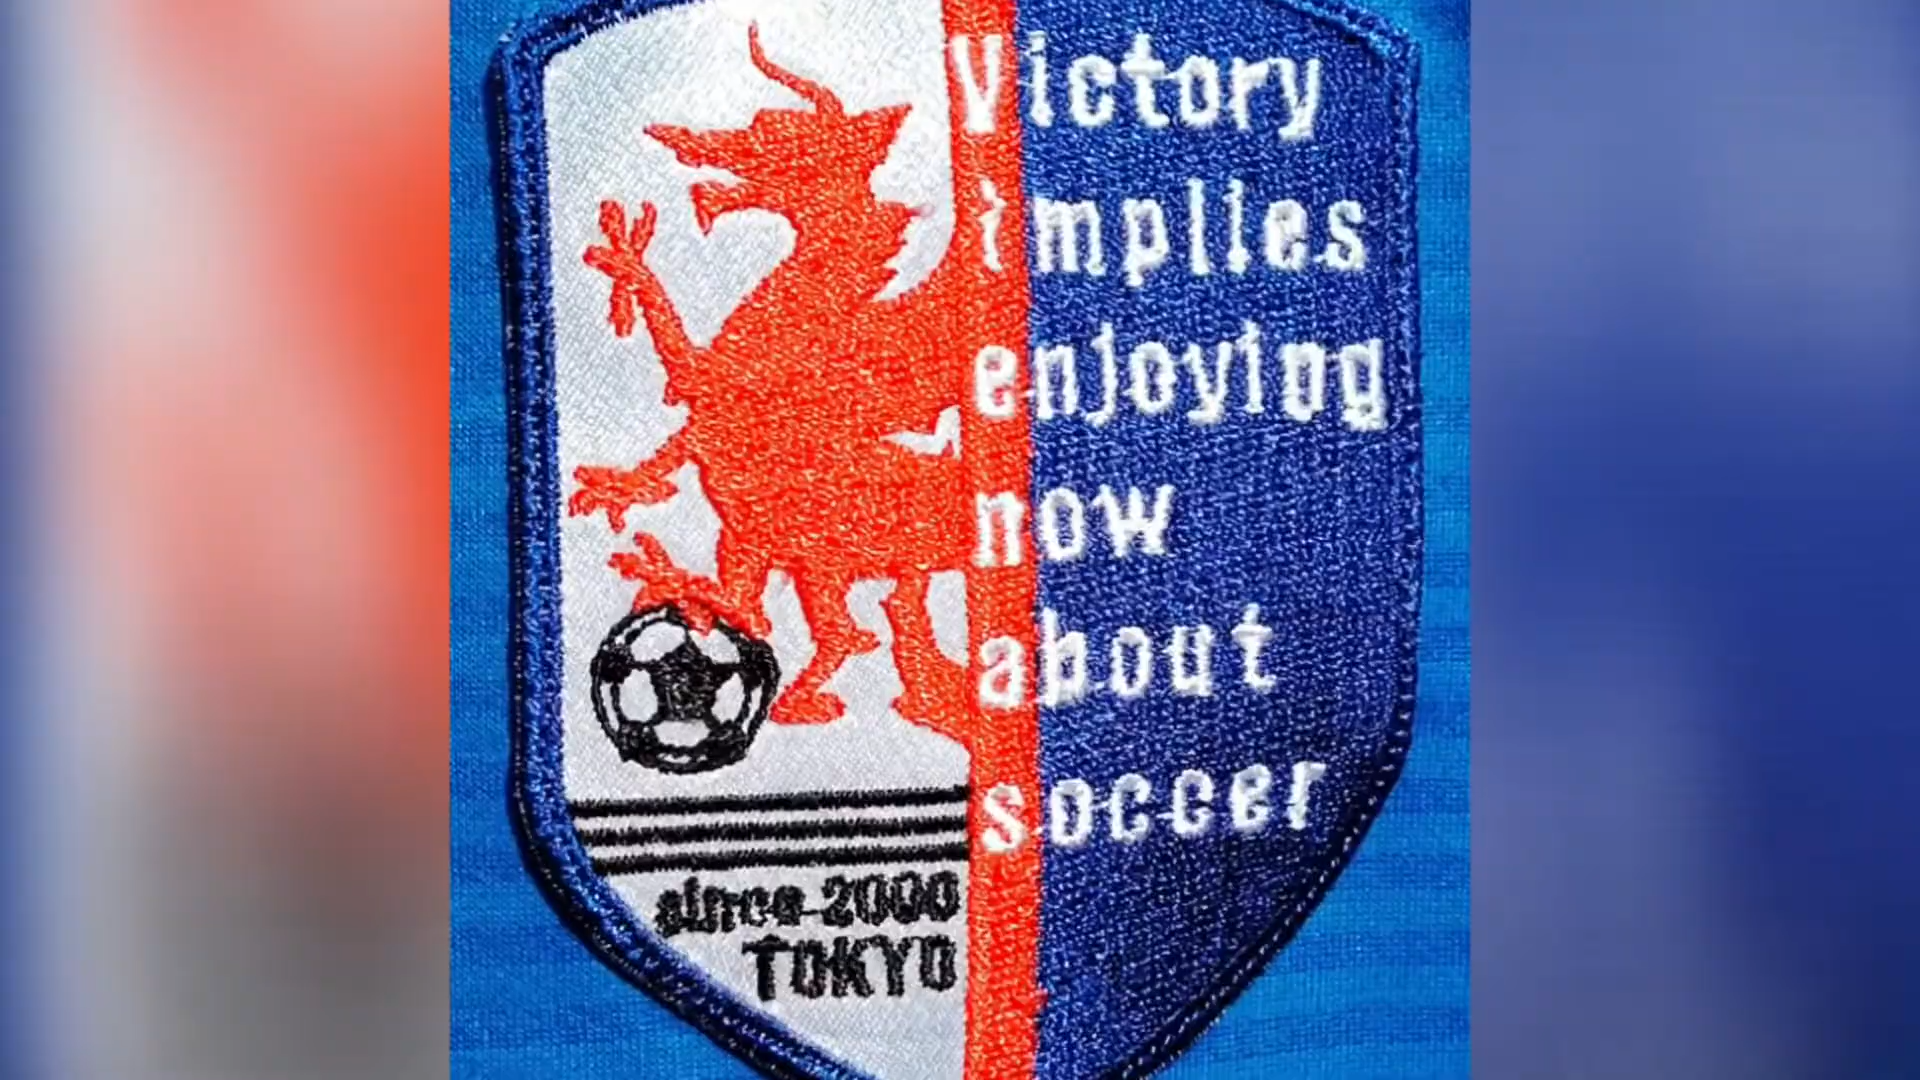 Victory
implies
enjoying
now
about
soccer
since 2000
TOKYO